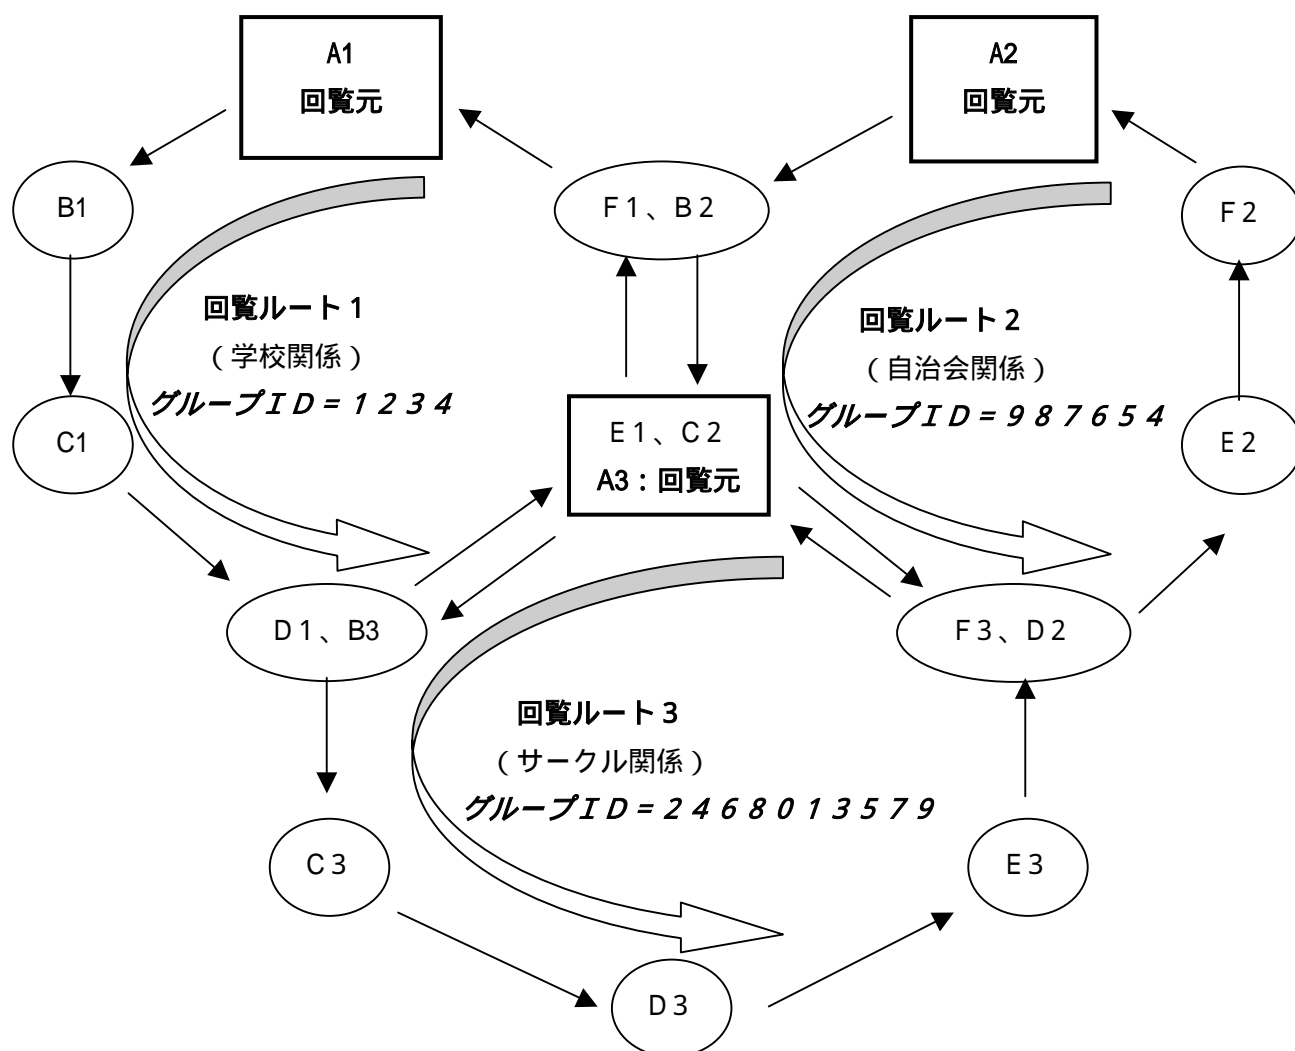 A1
回覧元
A2
回覧元
B1
F1、B2
F2
回覧ルート1
(学校関係)
グループID=1234
回覧ルート2
(自治会関係)
グループID=987654
C1
E1、C2
A3:回覧元
E2
D1、B3
F3、D2
回覧ルート3
(サークル関係)
グループID=2468013579
C3
E3
D3